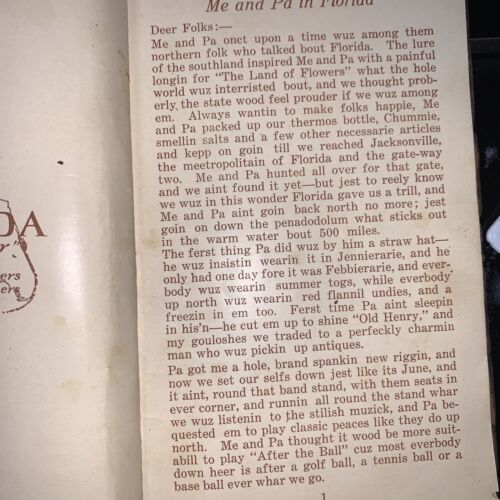 Me and Pa in Florida
Deer Folks:—
Me and Pa onct upon a time wuz among them
northern folk who talked bout Florida. The lure
of the southland inspired Me and Pa with a painful
longin for "The Land of Flowers" what the hole
world wuz interristed bout, and we thought prob-
erly, the state wood feel prouder if we wuz among
em. Always wantin to make folks happie, Me
and Pa packed up our thermos bottle, Chummie,
smellin salts and a few other necessarie articles
and kepp on goin till we reached Jacksonville,
the meetropolitain of Florida and the gate-way
two. Me and Pa hunted all over for that gate,
and we aint found it yet—but jest to reely know
we wuz in this wonder Florida gave us a trill, and
Me and Pa aint goin back north no more; jest
goin on down the penadodolum what sticks out
in the warm water bout 500 miles.
The ferst thing Pa did wuz by him a straw hat—
he wuz insistin wearin it in Jennierarie, and he
only had one day fore it was Febbierarie, and ever-
body wuz wearin summer togs, while everbody
up north wuz wearin red flannil undies, and a
freezin in em too. Ferst time Pa aint sleepin
in his'n—he cut em up to shine "Old Henry," and
my gouloshes we traded to a perfeckly charmin
man who wuz pickin up antiques.
Pa got me a hole, brand spankin new riggin, and
now we set our selfs down jest like its June, and
it aint, round that band stand, with them seats in
ever corner, and runnin all round the stand whar
we wuz listenin to the stilish muzick, and Pa be-
quested em to play classic peaces like they do up
north. Me and Pa thought it wood be more suit-
abill to play "After the Ball" cuz most everbody
down heer is after a golf ball, a tennis ball or a
base ball ever whar we go.
1
DA
r"
ers
ers